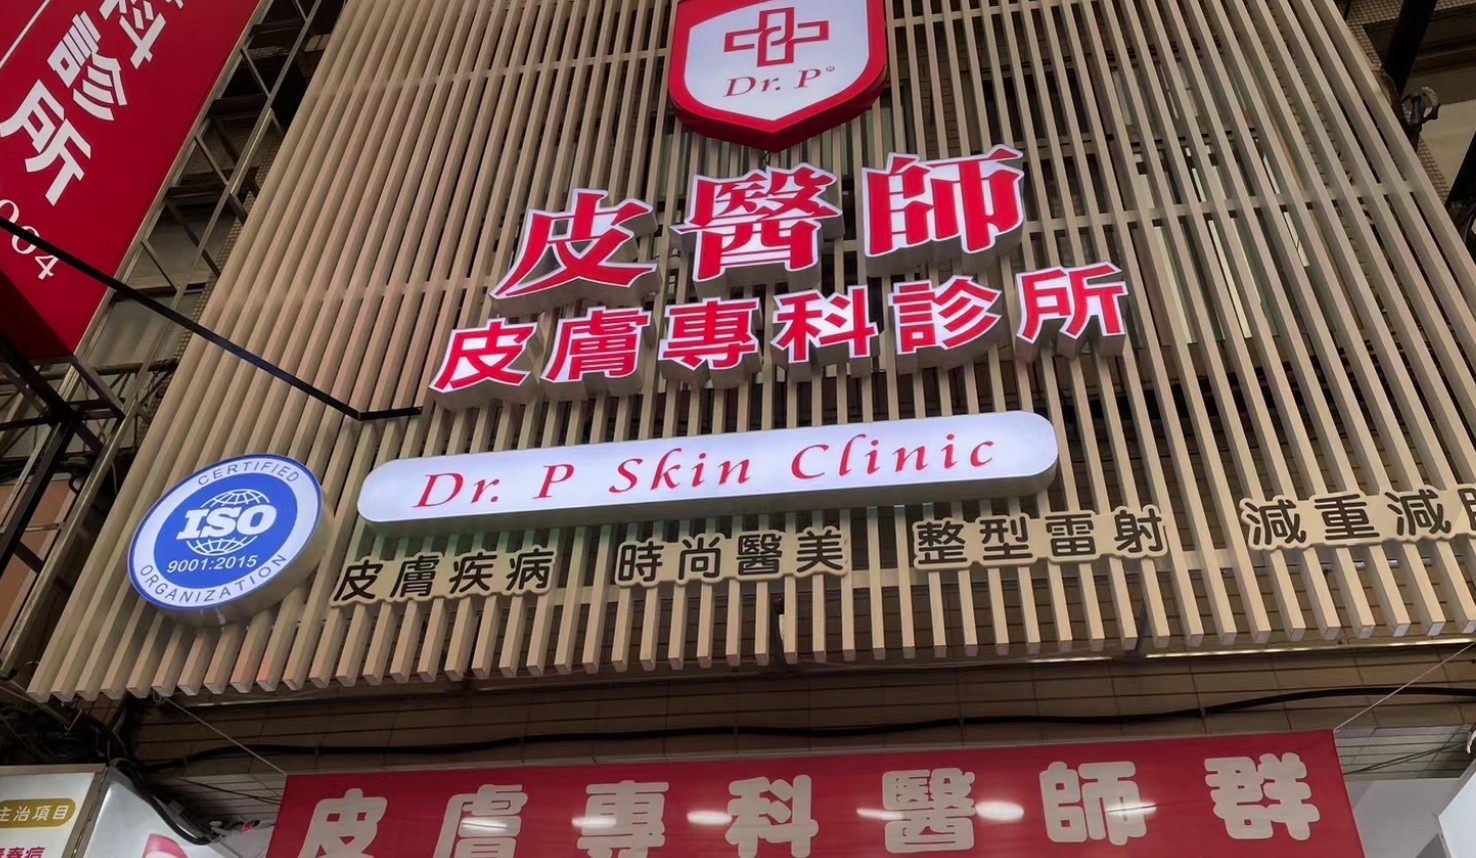 科診所
04
Dr. P
皮醫師
皮膚專科診所
Dr. P Skin Clinic
CERTIFIED
ISO
9001:2015
ORGANIZATION
皮膚疾病 時尚醫美 整型雷射 減重減
皮膚專科醫師群
主治項目